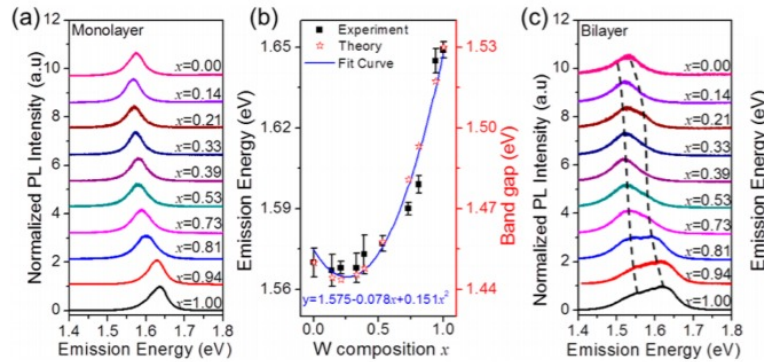 (a)
Monolayer
Normalized PL Intensity (a.u)
12
10
8
6
4
2
0
x=0.00
x=0.14
x=0.21
x=0.33
x=0.39
x=0.53
x=0.73
x=0.81
x=0.94
x=1.00
1.4 1.5 1.6 1.7 1.8
Emission Energy (eV)
(b)
Experiment
Theory
Fit Curve
Emission Energy (eV)
1.65
1.62
1.59
1.56
Band gap (eV)
1.53
1.50
1.46
1.44
y=1.575-0.078x+0.151x²
0.0 0.5 1.0
W composition x
(c)
Bilayer
Normalized PL Intensity (a.u)
12
10
8
6
4
2
0
x=0.00
x=0.14
x=0.21
x=0.33
x=0.39
x=0.53
x=0.73
x=0.81
x=0.94
x=1.00
1.4 1.5 1.6 1.7 1.8
Emission Energy (eV)